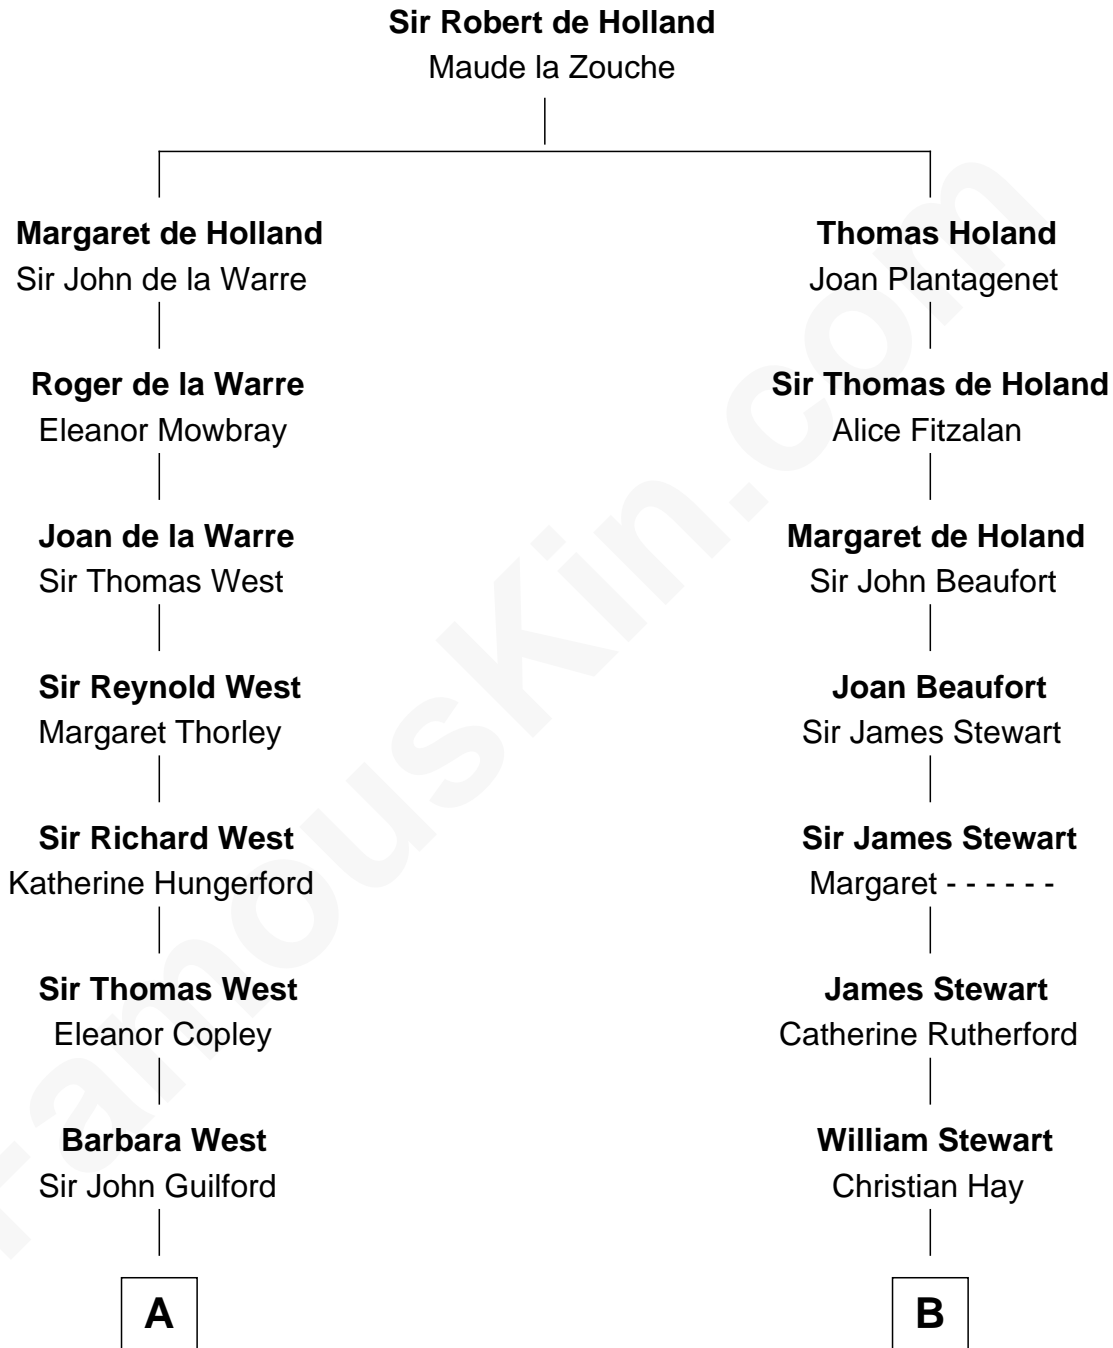 Sir Robert de Holland
Maude la Zouche
Margaret de Holland
Sir John de la Warre
Thomas Holand
Joan Plantagenet
Roger de la Warre
Eleanor Mowbray
Sir Thomas de Holand
Alice Fitzalan
Joan de la Warre
Sir Thomas West
Margaret de Holand
Sir John Beaufort
Sir Reynold West
Margaret Thorley
Joan Beaufort
Sir James Stewart
Sir Richard West
Katherine Hungerford
Sir James Stewart
Margaret - - - - - -
Sir Thomas West
Eleanor Copley
James Stewart
Catherine Rutherford
Barbara West
Sir John Guilford
William Stewart
Christian Hay
A
B
FamousKin.com